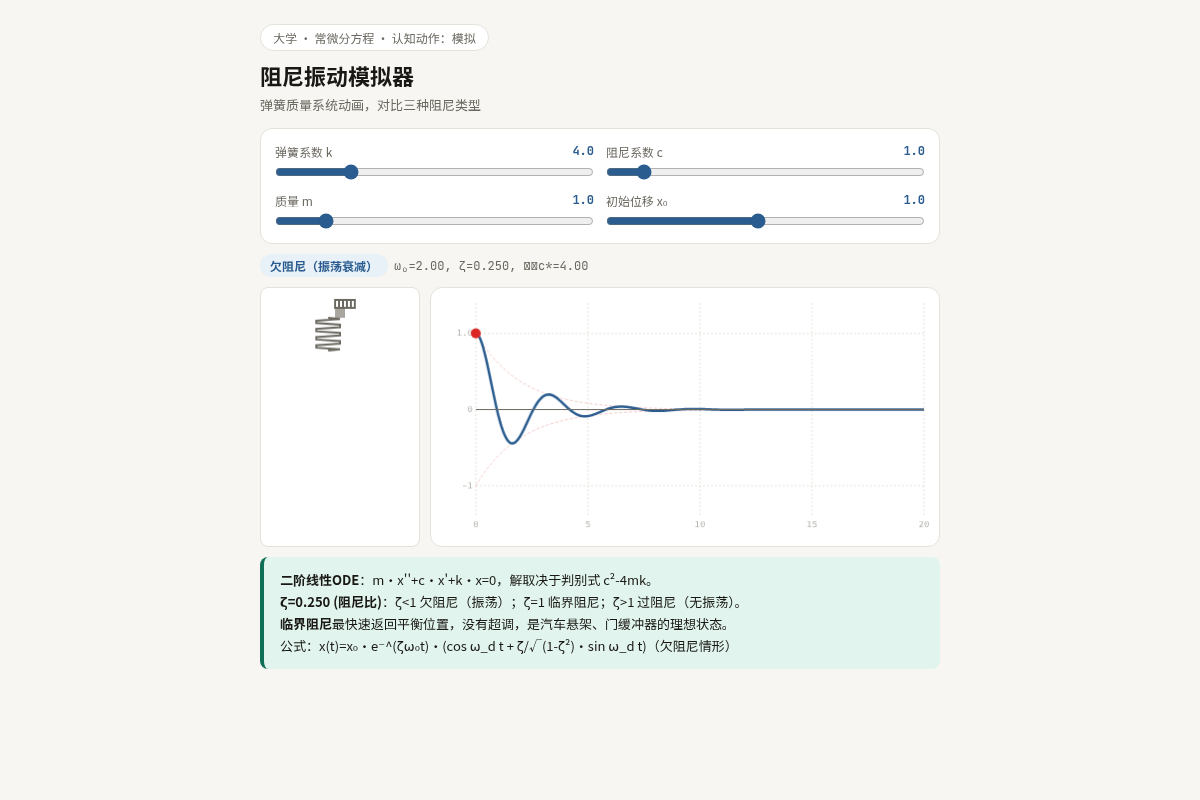 大学 · 常微分方程 · 认知动作：模拟
阻尼振动模拟器
弹簧质量系统动画，对比三种阻尼类型
弹簧系数 k 4.0
阻尼系数 c 1.0
质量 m 1.0
初始位移 x₀ 1.0
欠阻尼（振荡衰减） ω₀=2.00, ζ=0.250, c*=4.00
1.0
0
−1
0 5 10 15 20
二阶线性ODE：m·x''+c·x'+k·x=0，解取决于判别式 c²-4mk。
ζ=0.250 (阻尼比)：ζ<1 欠阻尼（振荡）；ζ=1 临界阻尼；ζ>1 过阻尼（无振荡）。
临界阻尼最快速返回平衡位置，没有超调，是汽车悬架、门缓冲器的理想状态。
公式：x(t)=x₀·e⁻^(ζω₀t)·(cos ω_d t + ζ/√(1-ζ²)·sin ω_d t)（欠阻尼情形）